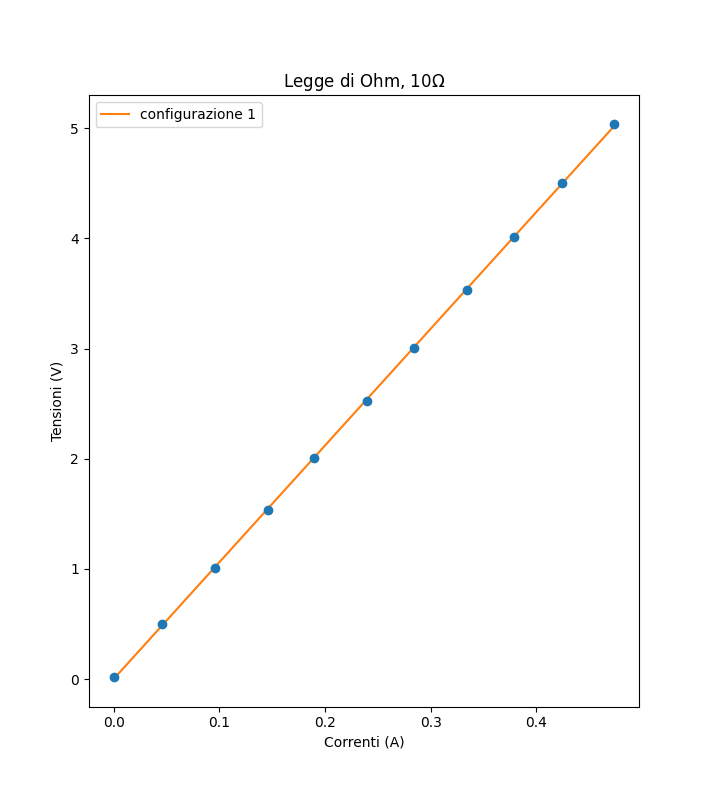 Legge di Ohm, 10Ω
configurazione 1
5
4
3
2
1
0
Tensioni (V)
0.0 0.1 0.2 0.3 0.4
Correnti (A)